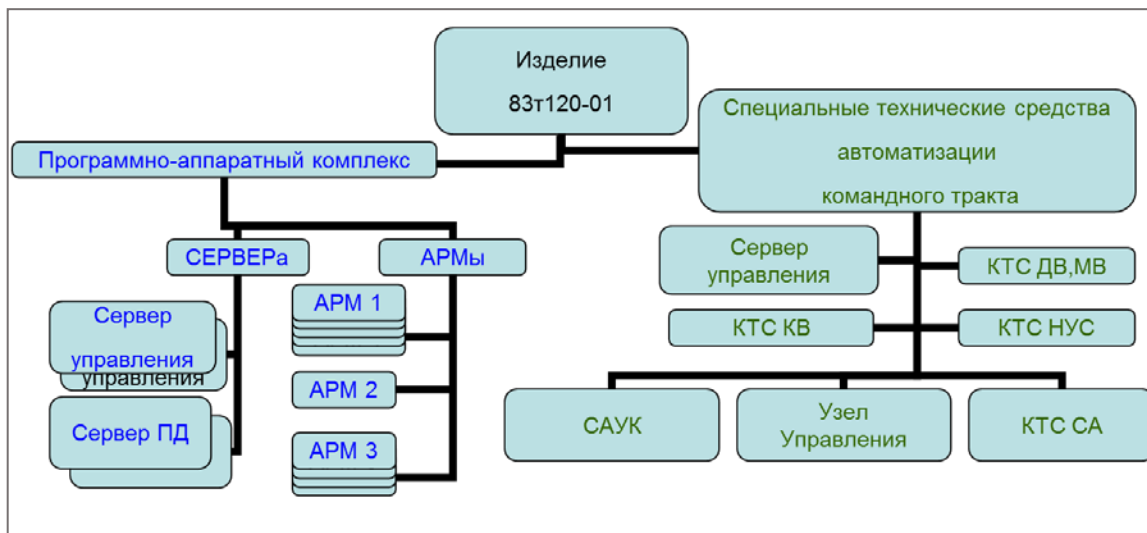 Изделие
83т120-01
Программно-аппаратный комплекс
Специальные технические средства
автоматизации
командного тракта
СЕРВЕРа
АРМы
Сервер
управления
управления
Сервер ПД
АРМ 1
АРМ 2
АРМ 3
Сервер
управления
КТС ДВ,МВ
КТС КВ
КТС НУС
САУК
Узел
Управления
КТС СА